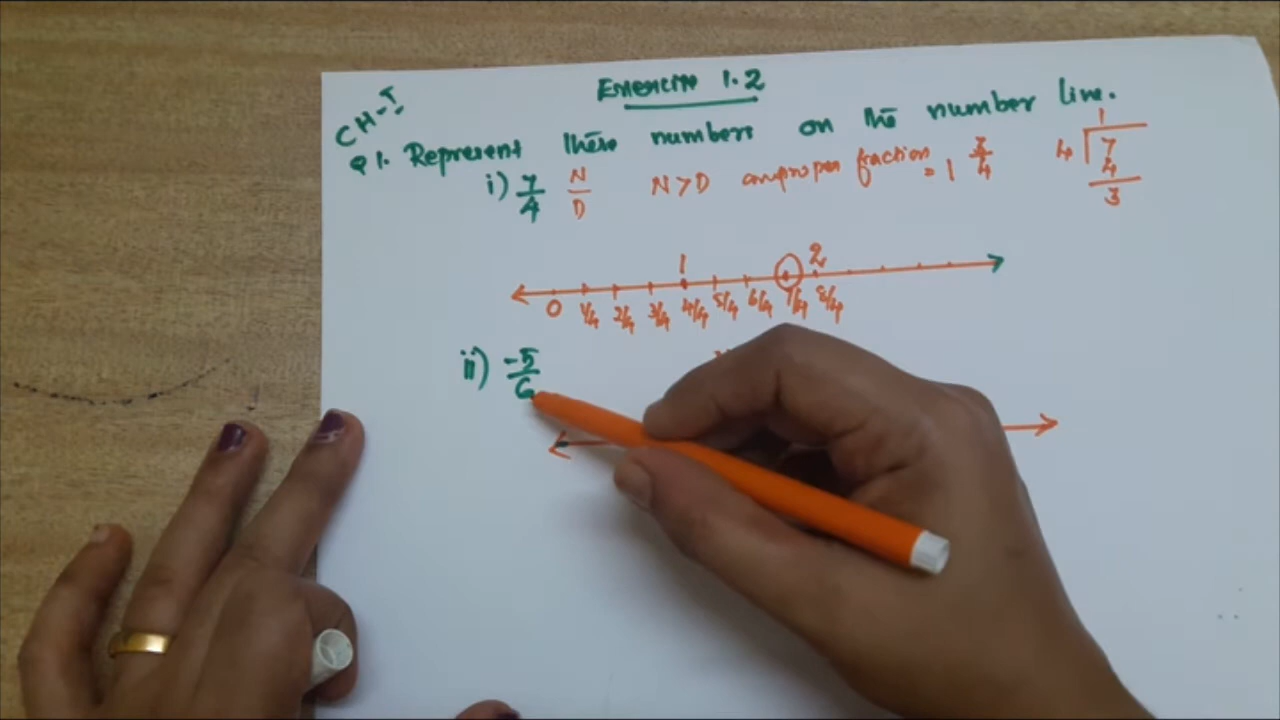 Exercise 1.2
CH-I
Q1. Represent these numbers on the number line.
i) 7/4 N/D N>D improper fraction = 1 3/4
1
4 7
4
3
1 2
0 1/4 2/4 3/4 4/4 5/4 6/4 7/4 8/4
ii) -5/6